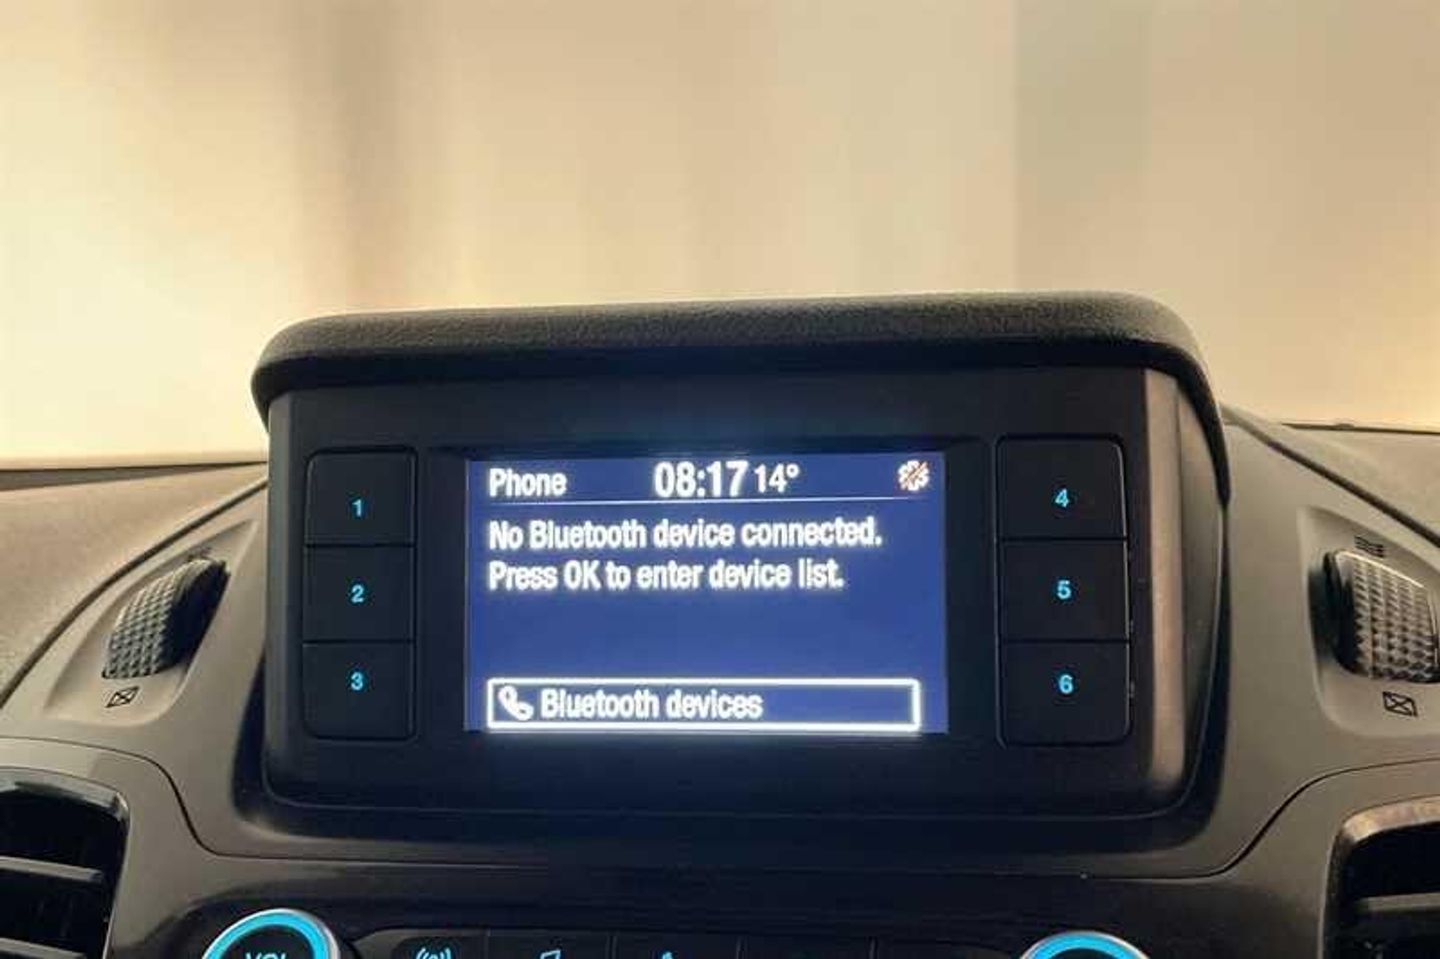 Phone 08:17 14°
No Bluetooth device connected.
Press OK to enter device list.
Bluetooth devices
1
2
3
4
5
6
VOL